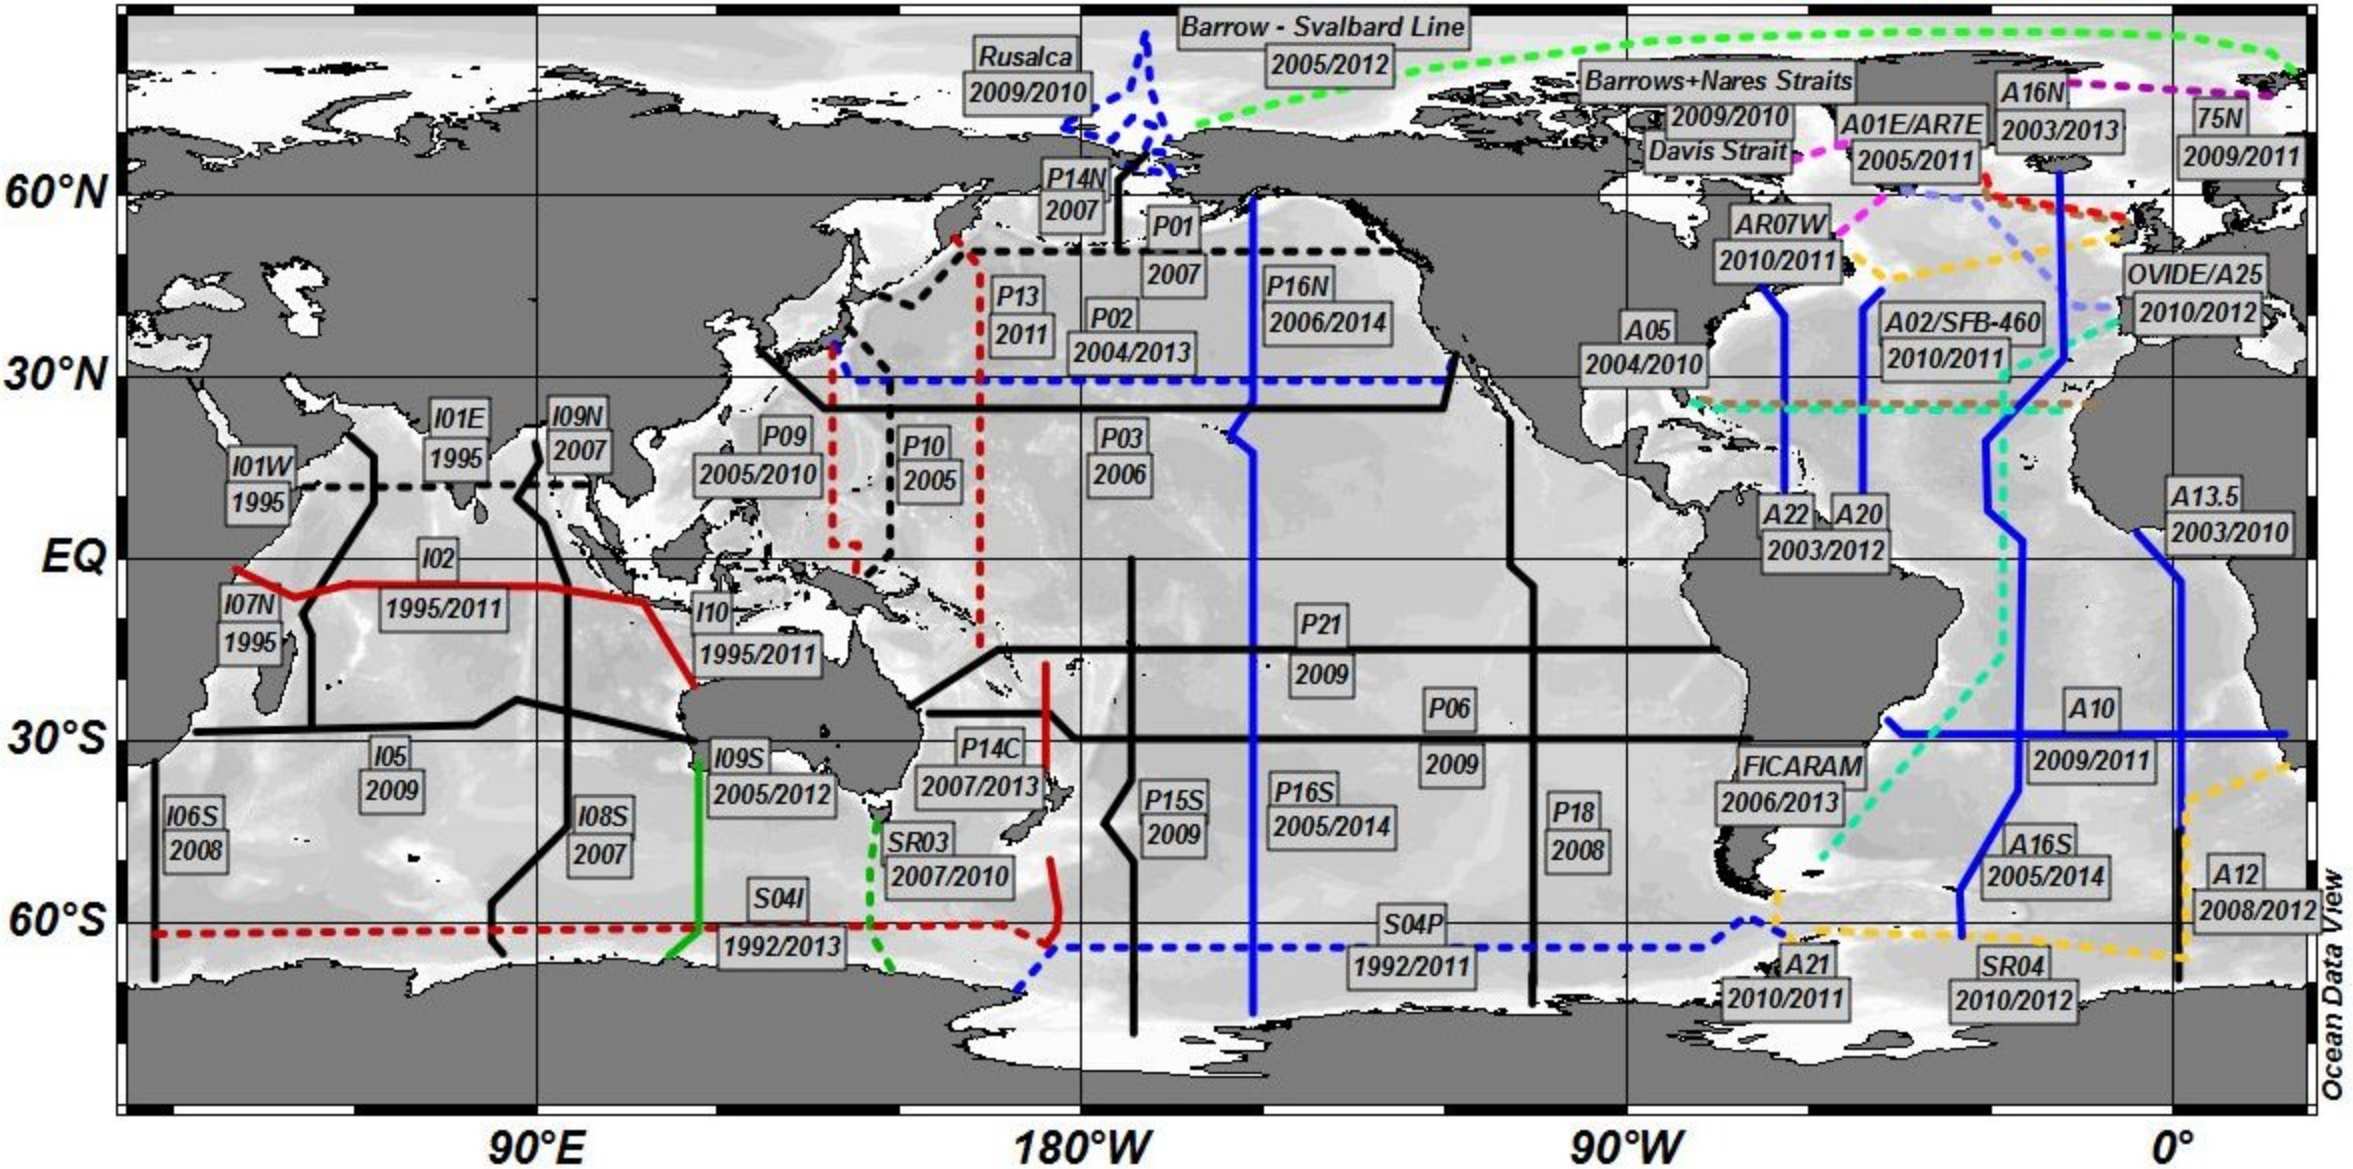 Rusalca
2009/2010
Barrow - Svalbard Line
2005/2012
Barrows+Nares Straits
2009/2010
Davis Strait
A01E/AR7E
2005/2011
A16N
2003/2013
75N
2009/2011
60°N
P14N
2007
P01
2007
AR07W
2010/2011
OVIDE/A25
2010/2012
P13
2011
P02
2004/2013
P16N
2006/2014
A05
2004/2010
A02/SFB-460
2010/2011
30°N
I01W
1995
I01E
1995
I09N
2007
P09
2005/2010
P10
2005
P03
2006
A22
A20
2003/2012
A13.5
2003/2010
EQ
I02
1995/2011
I07N
1995
I10
1995/2011
P21
2009
P06
2009
A10
2009/2011
30°S
I05
2009
I09S
2005/2012
P14C
2007/2013
FICARAM
2006/2013
I06S
2008
I08S
2007
SR03
2007/2010
P15S
2009
P16S
2005/2014
P18
2008
A16S
2005/2014
A12
2008/2012
60°S
S04I
1992/2013
S04P
1992/2011
A21
2010/2011
SR04
2010/2012
Ocean Data View
90°E
180°W
90°W
0°